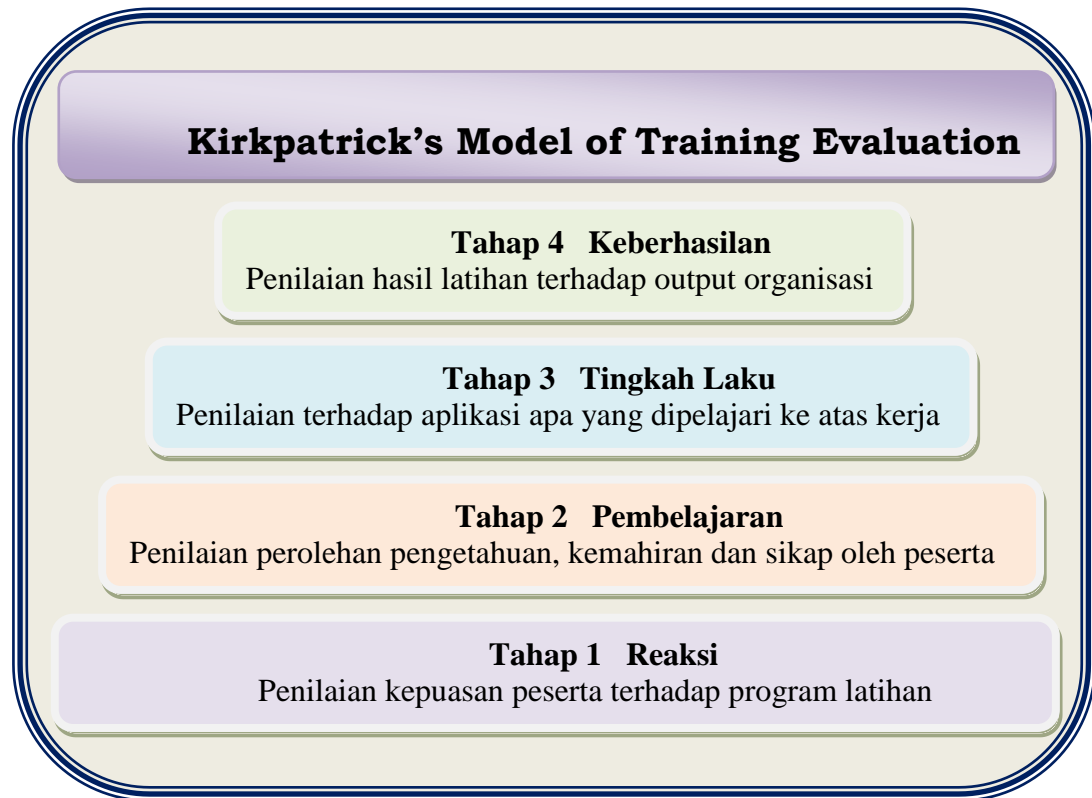 Kirkpatrick’s Model of Training Evaluation
Tahap 4 Keberhasilan
Penilaian hasil latihan terhadap output organisasi
Tahap 3 Tingkah Laku
Penilaian terhadap aplikasi apa yang dipelajari ke atas kerja
Tahap 2 Pembelajaran
Penilaian perolehan pengetahuan, kemahiran dan sikap oleh peserta
Tahap 1 Reaksi
Penilaian kepuasan peserta terhadap program latihan